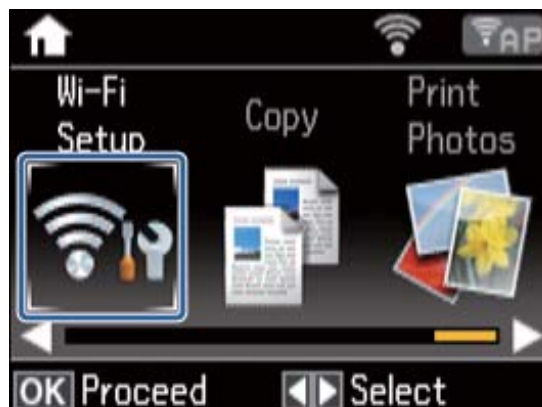 AP
Wi-Fi
Setup
Copy
Print
Photos
OK Proceed
Select